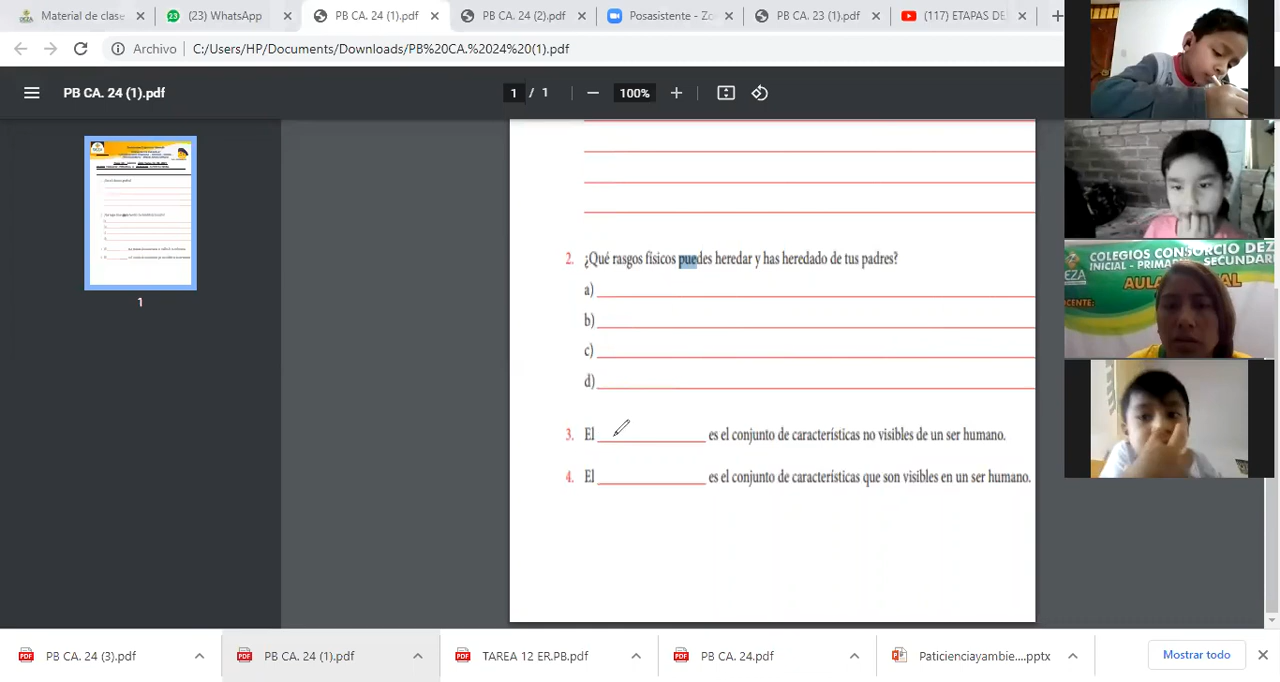 Material de clase
(23) WhatsApp
PB CA. 24 (1).pdf
PB CA. 24 (2).pdf
Posasistente - Zo
PB CA. 23 (1).pdf
(117) ETAPAS DE
Archivo
C:/Users/HP/Documents/Downloads/PB%20CA.%2024%20(1).pdf
PB CA. 24 (1).pdf
1 / 1
100%
1
2. ¿Qué rasgos físicos puedes heredar y has heredado de tus padres?
a)
b)
c)
d)
3. El ____________ es el conjunto de características no visibles de un ser humano.
4. El ____________ es el conjunto de características que son visibles en un ser humano.
COLEGIOS CONSORCIO DEZ
INICIAL - PRIMARIA - SECUNDAR
AULA
DOCENTE:
PB CA. 24 (3).pdf
PB CA. 24 (1).pdf
TAREA 12 ER.PB.pdf
PB CA. 24.pdf
Paticienciayambie....pptx
Mostrar todo